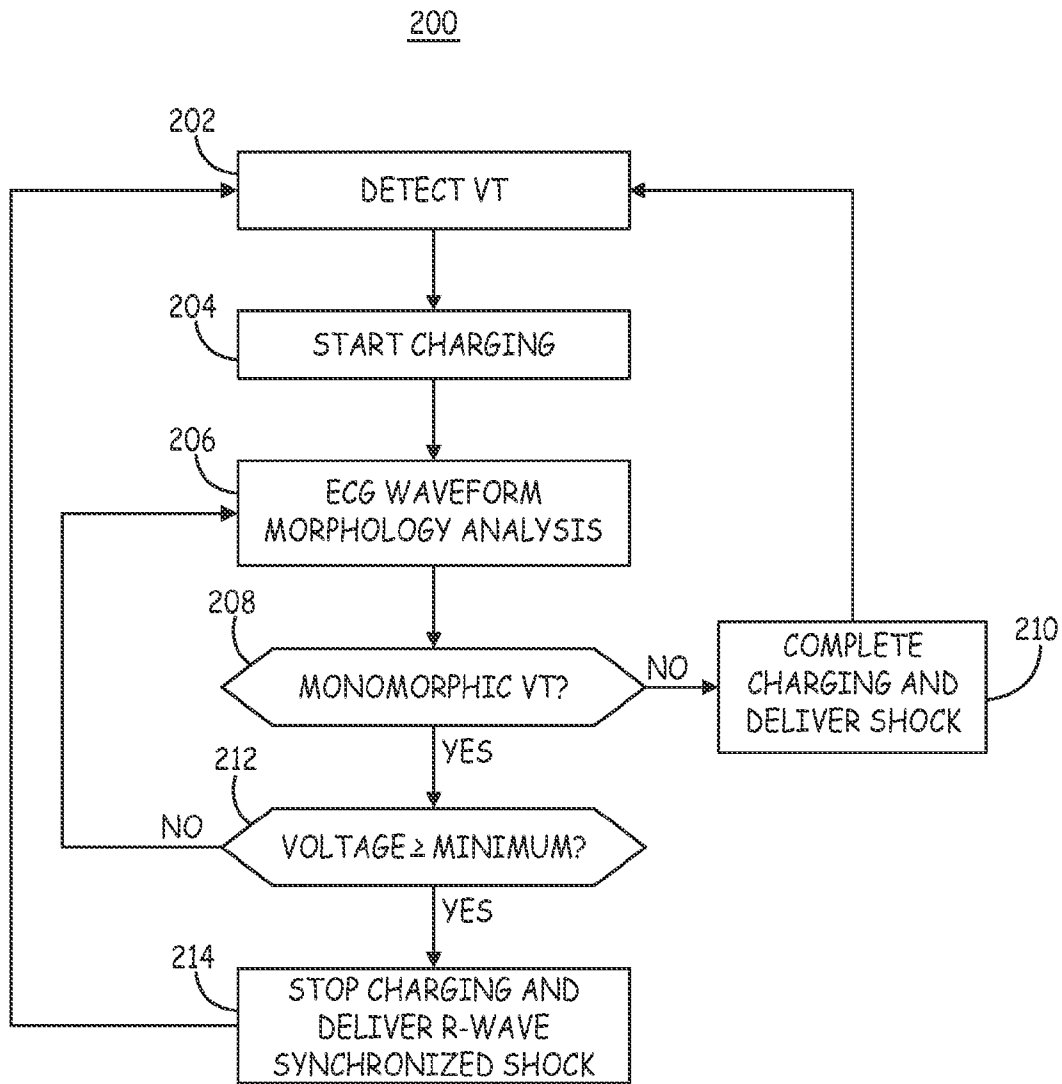 200
202
DETECT VT
204
START CHARGING
206
ECG WAVEFORM
MORPHOLOGY ANALYSIS
208
MONOMORPHIC VT?
NO
COMPLETE
CHARGING AND
DELIVER SHOCK
210
YES
212
NO
VOLTAGE ≥ MINIMUM?
YES
214
STOP CHARGING AND
DELIVER R-WAVE
SYNCHRONIZED SHOCK